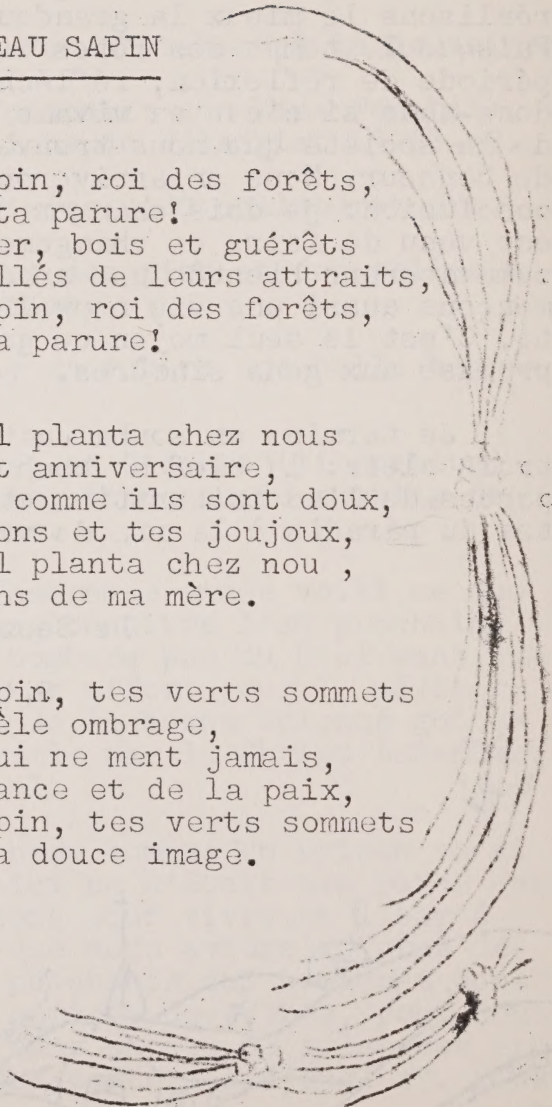 EAU SAPIN
pin, roi des forêts,
ta parure!
er, bois et guérêts
llés de leurs attraits,
pin, roi des forêts,
a parure!
l planta chez nous
t anniversaire,
comme ils sont doux,
ons et tes joujoux,
l planta chez nou ,
ns de ma mère.
pin, tes verts sommets
èle ombrage,
ui ne ment jamais,
ance et de la paix,
pin, tes verts sommets
a douce image.